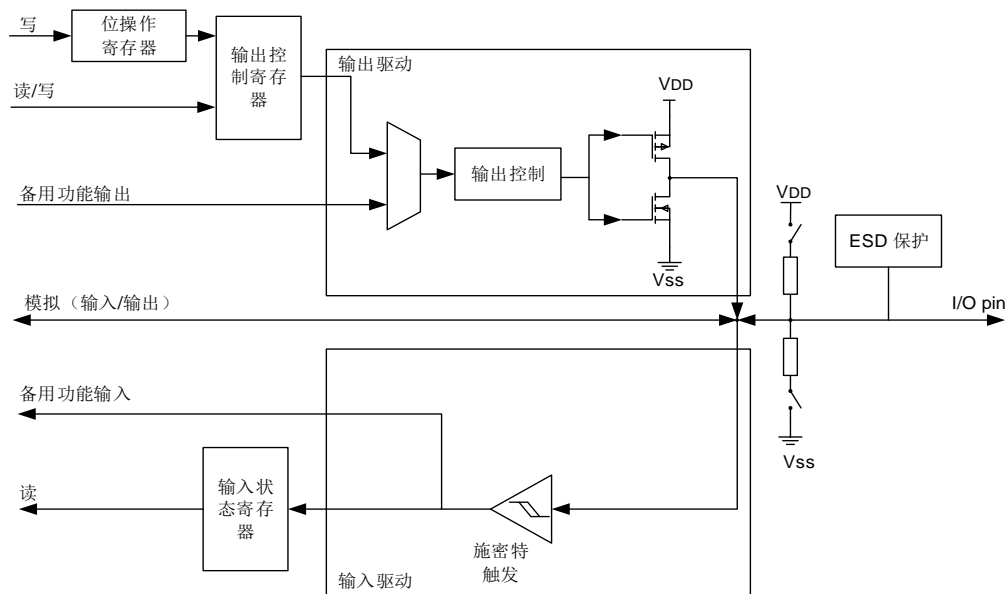 写
位操作
寄存器
输出控
制寄存
器
读/写
输出驱动
VDD
输出控制
备用功能输出
Vss
VDD
ESD 保护
模拟（输入/输出）
I/O pin
备用功能输入
Vss
读
输入状
态寄存
器
施密特
触发
输入驱动